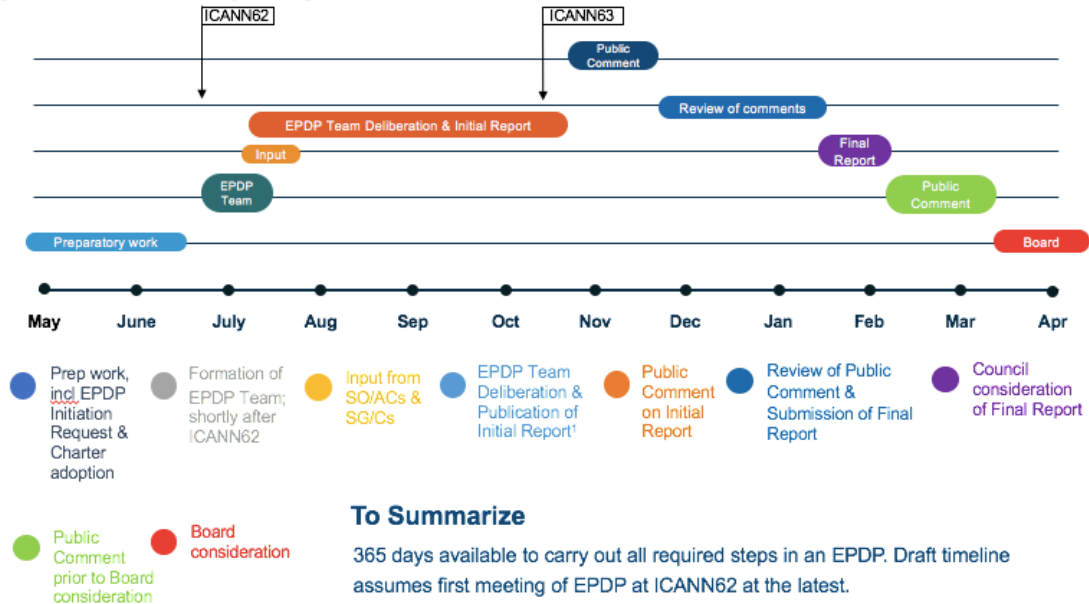 ICANN62
ICANN63
Public
Comment
Review of comments
EPDP Team Deliberation & Initial Report
Input
Final
Report
EPDP
Team
Public
Comment
Preparatory work
Board
May June July Aug Sep Oct Nov Dec Jan Feb Mar Apr
Prep work,
incl EPDP
Initiation
Request &
Charter
adoption
Formation of
EPDP Team;
shortly after
ICANN62
Input from
SO/ACs &
SG/Cs
EPDP Team
Deliberation &
Publication of
Initial Report¹
Public
Comment
on Initial
Report
Review of Public
Comment &
Submission of Final
Report
Council
consideration
of Final Report
Public
Comment
prior to Board
consideration
Board
consideration
To Summarize
365 days available to carry out all required steps in an EPDP. Draft timeline
assumes first meeting of EPDP at ICANN62 at the latest.